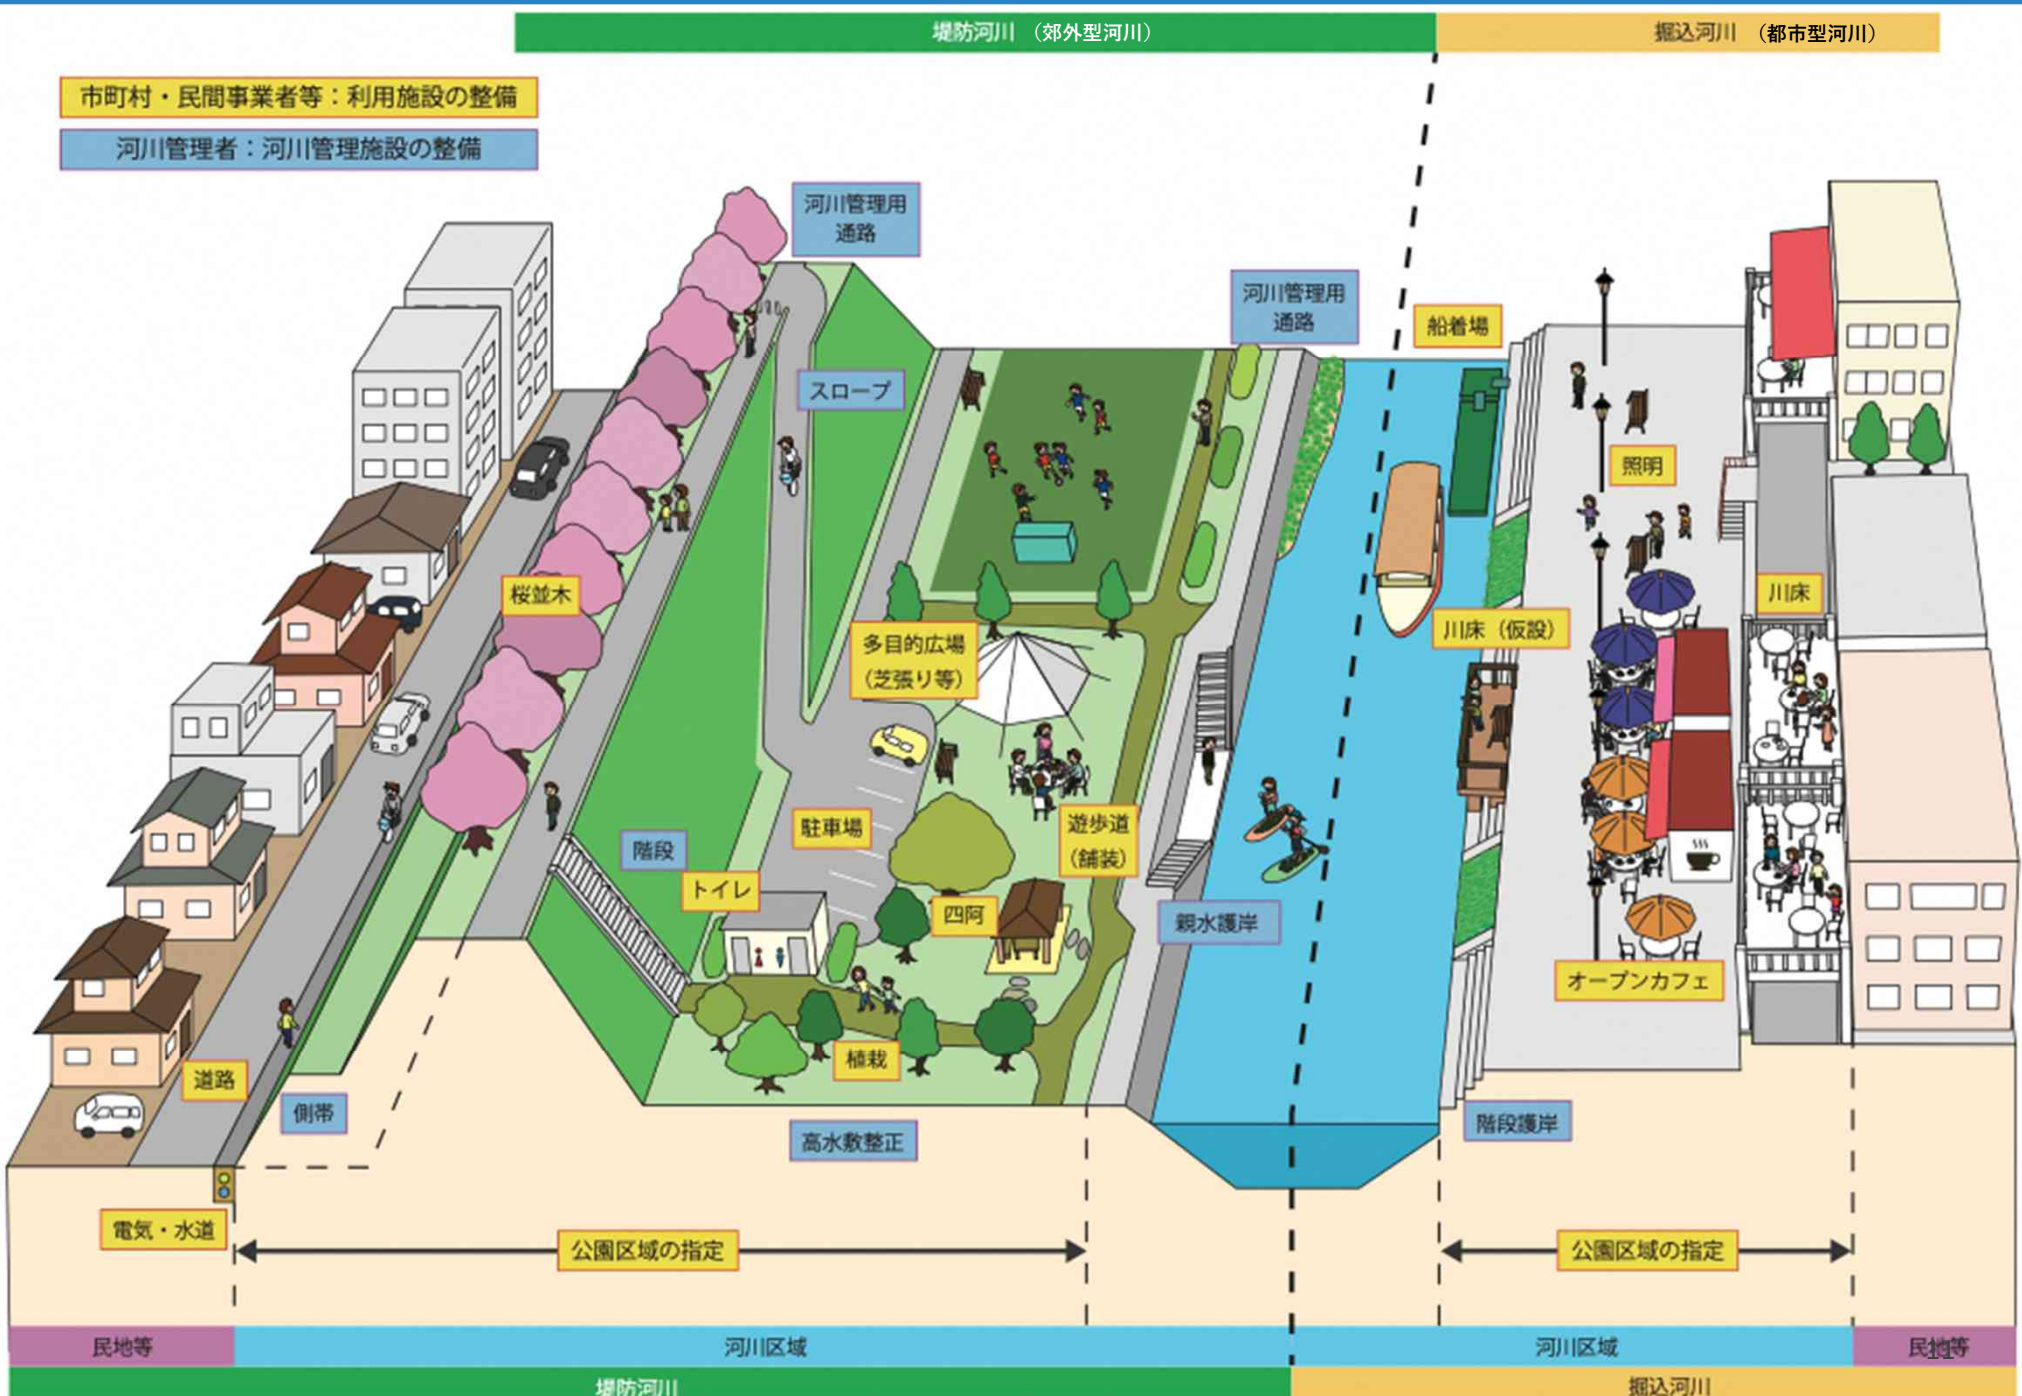 堤防河川 （郊外型河川）
掘込河川 （都市型河川）
市町村・民間事業者等：利用施設の整備
河川管理者：河川管理施設の整備
河川管理用
通路
河川管理用
通路
船着場
スロープ
照明
桜並木
川床
川床（仮設）
多目的広場
（芝張り等）
駐車場
遊歩道
（舗装）
階段
トイレ
四阿
親水護岸
オープンカフェ
植栽
道路
側帯
高水敷整正
階段護岸
電気・水道
公園区域の指定
公園区域の指定
民地等
河川区域
河川区域
民地等
11
堤防河川
掘込河川